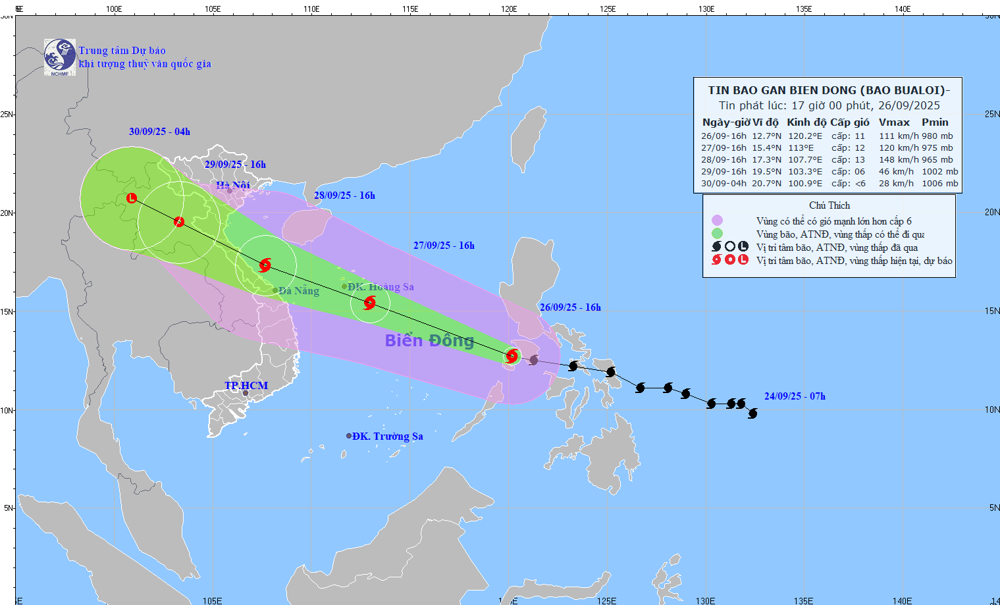 100E 105E 110E 115E 120E 125E 130E 135E 140E
Trung tâm Dự báo
khí tượng thuỷ văn quốc gia
NCHMF
TIN BAO GAN BIEN DONG (BAO BUALOI)-
Tin phát lúc: 17 giờ 00 phút, 26/09/2025
Ngày-giờ Vĩ độ Kinh độ Cấp gió Vmax Pmin
26/09-16h 12.7°N 120.2°E cấp: 11 111 km/h 980 mb
27/09-16h 15.4°N 113°E cấp: 12 120 km/h 975 mb
28/09-16h 17.3°N 107.7°E cấp: 13 148 km/h 965 mb
29/09-16h 19.5°N 103.3°E cấp: 06 46 km/h 1002 mb
30/09-04h 20.7°N 100.9°E cấp: <6 28 km/h 1006 mb
Chú Thích
Vùng có thể có gió mạnh lớn hơn cấp 6
Vùng bão, ATNĐ, vùng thấp có thể đi qua
L Vị trí tâm bão, ATNĐ, vùng thấp đã qua
L Vị trí tâm bão, ATNĐ, vùng thấp hiện tại, dự báo
25N 25N
30/09/25 - 04h
29/09/25 - 16h
Hà Nội
28/09/25 - 16h
L
20N 20N
27/09/25 - 16h
Đà Nẵng
ĐK. Hoàng Sa
26/09/25 - 16h
15N 15N
Biển Đông
TP.HCM
24/09/25 - 07h
10N 10N
ĐK. Trường Sa
5N 5N
105E 110E 115E 120E 125E 130E 135E 140E